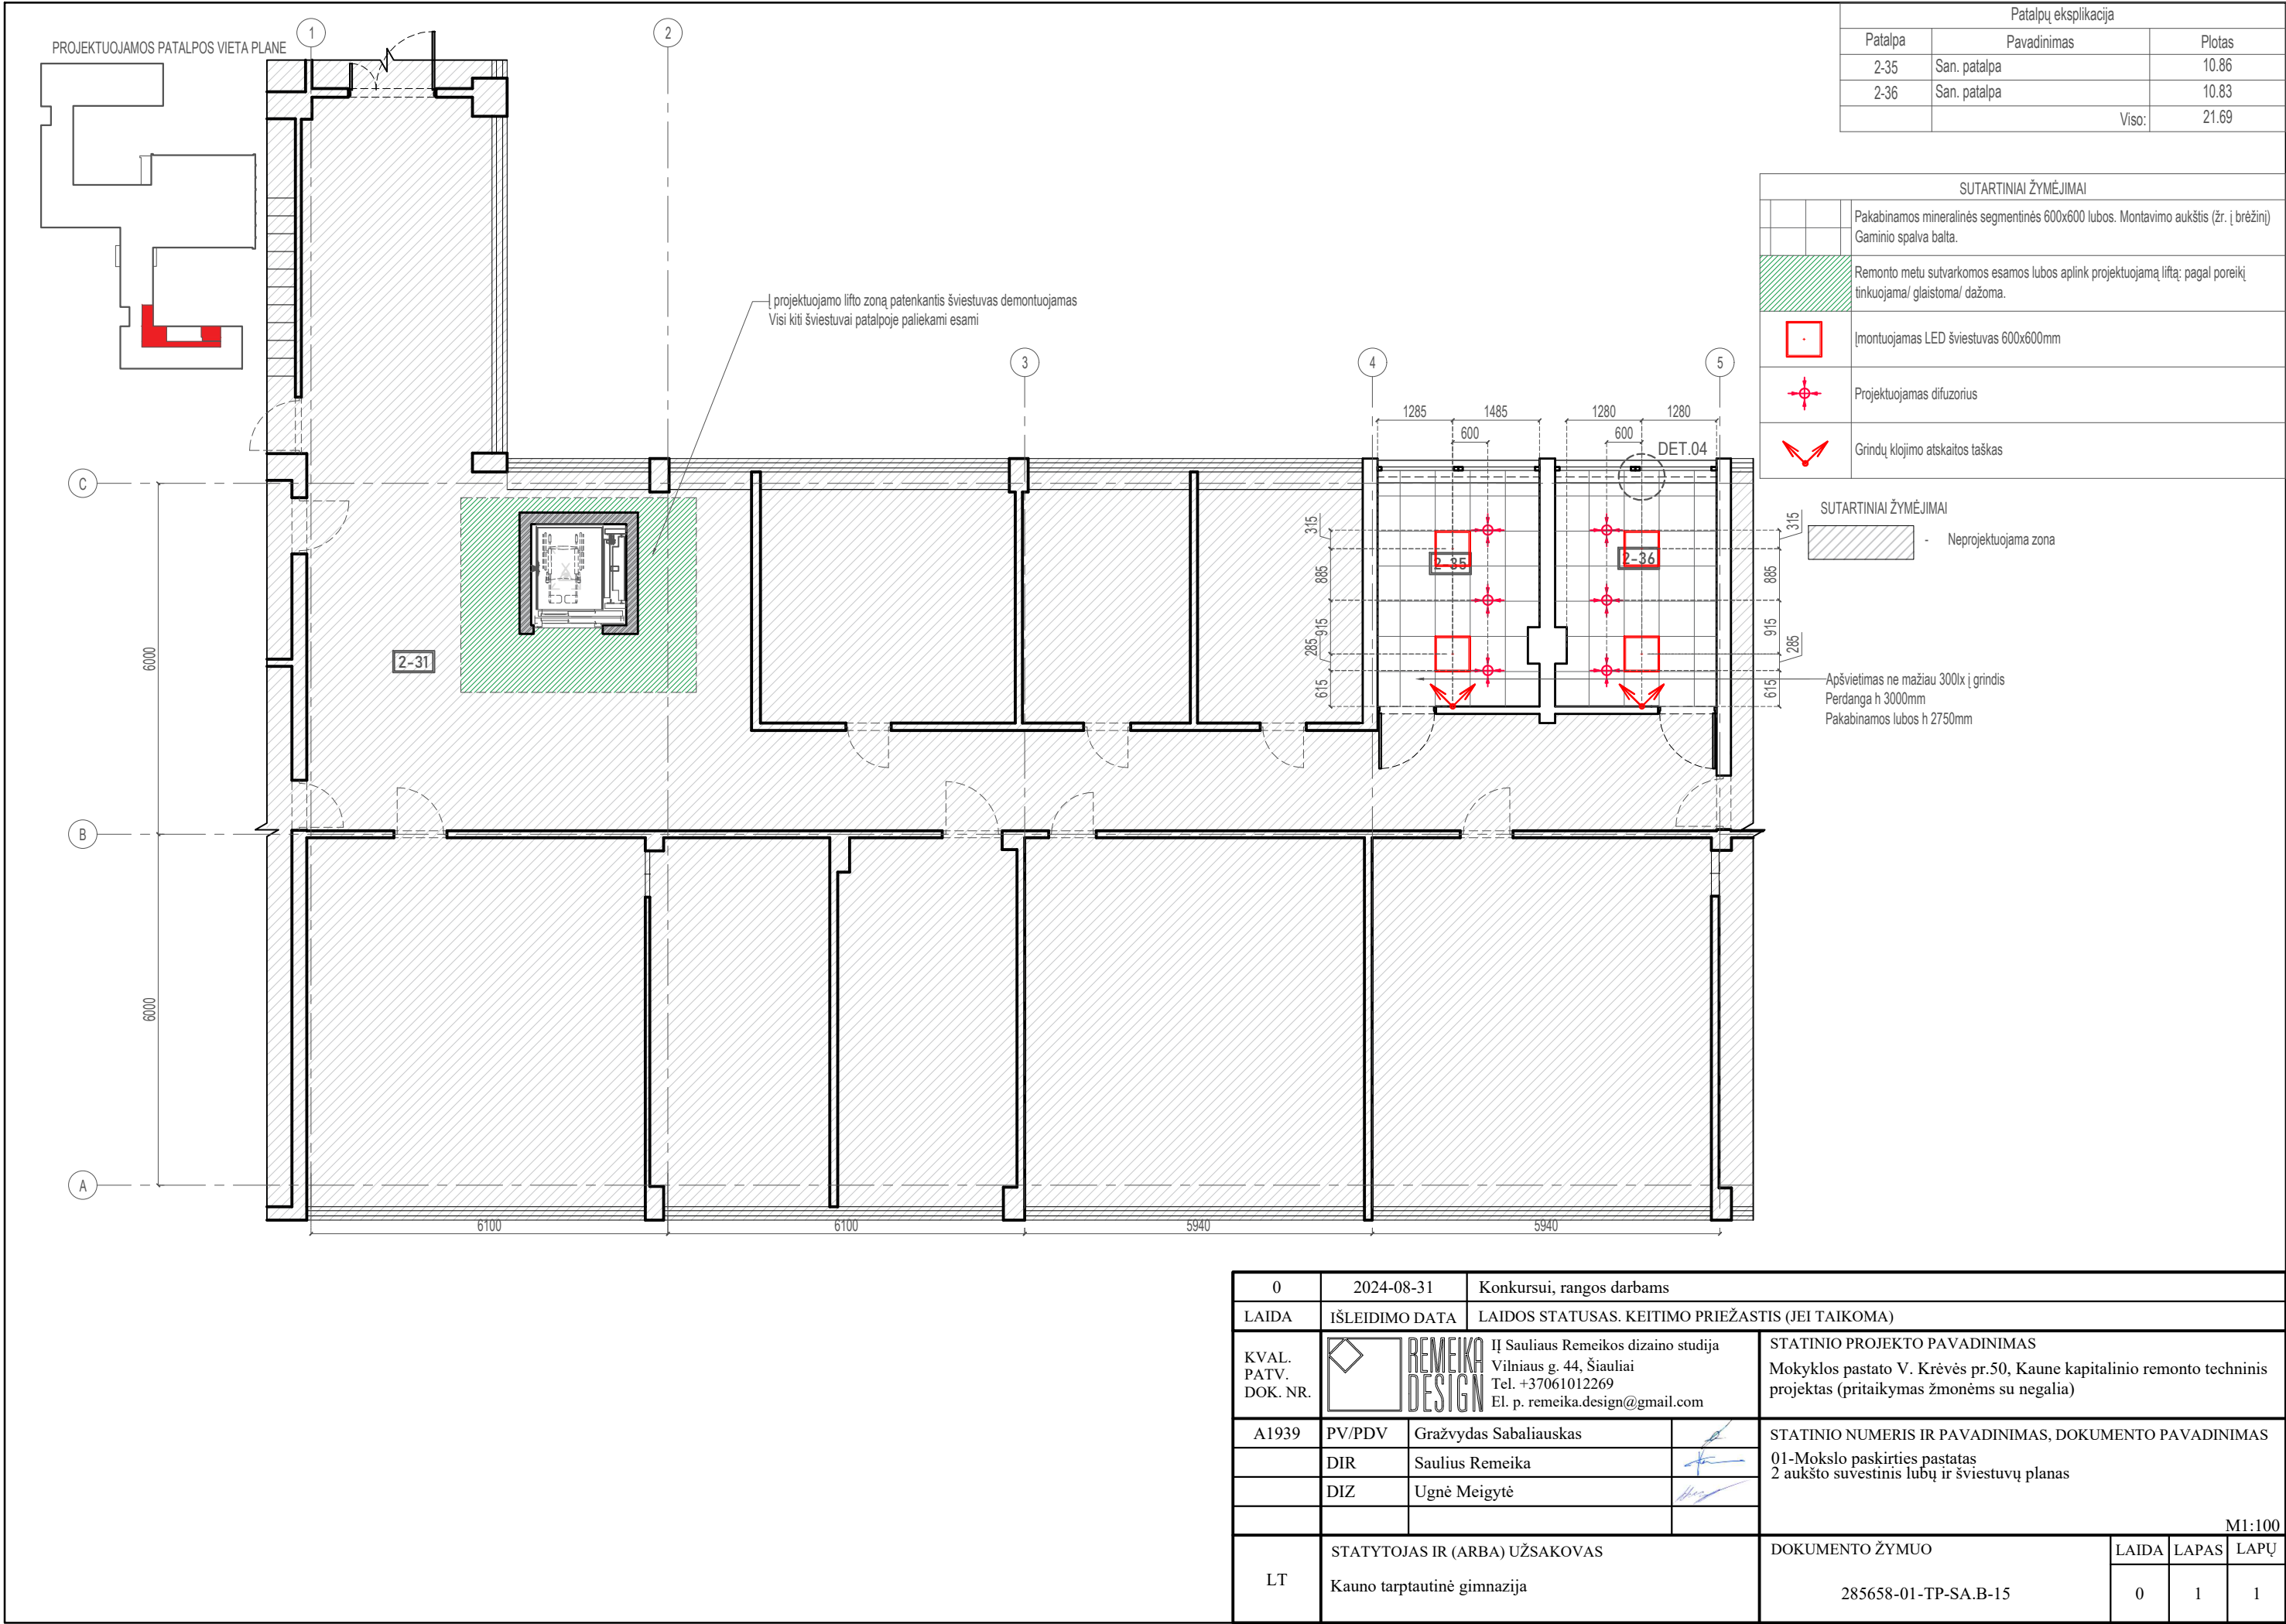 PROJEKTUOJAMOS PATALPOS VIETA PLANE
1
2
Patalpų eksplikacija
Patalpa Pavadinimas Plotas
2-35 San. patalpa 10.86
2-36 San. patalpa 10.83
Viso: 21.69
SUTARTINIAI ŽYMĖJIMAI
Pakabinamos mineralinės segmentinės 600x600 lubos. Montavimo aukštis (žr. į brėžinį)
Gaminio spalva balta.
Remonto metu sutvarkomos esamos lubos aplink projektuojamą liftą: pagal poreikį
tinkuojama/ glaistoma/ dažoma.
Įmontuojamas LED šviestuvas 600x600mm
Projektuojamas difuzorius
Grindų klojimo atskaitos taškas
SUTARTINIAI ŽYMĖJIMAI
- Neprojektuojama zona
Į projektuojamo lifto zoną patenkantis šviestuvas demontuojamas
Visi kiti šviestuvai patalpoje paliekami esami
3
4
5
1285 1485 1280 1280
600 600
DET.04
C
315
885
915
285
615
2-35
2-36
315
885
915
285
615
2-31
6000
Apšvietimas ne mažiau 300lx į grindis
Perdanga h 3000mm
Pakabinamos lubos h 2750mm
B
6000
A
6100 6100 5940 5940
0 2024-08-31 Konkursui, rangos darbams
LAIDA IŠLEIDIMO DATA LAIDOS STATUSAS. KEITIMO PRIEŽASTIS (JEI TAIKOMA)
KVAL.
PATV.
DOK. NR.
REMEIKA
DESIGN
IĮ Sauliaus Remeikos dizaino studija
Vilniaus g. 44, Šiauliai
Tel. +37061012269
El. p. remeika.design@gmail.com
STATINIO PROJEKTO PAVADINIMAS
Mokyklos pastato V. Krėvės pr.50, Kaune kapitalinio remonto techninis
projektas (pritaikymas žmonėms su negalia)
A1939 PV/PDV Gražvydas Sabaliauskas
DIR Saulius Remeika
DIZ Ugnė Meigytė
STATINIO NUMERIS IR PAVADINIMAS, DOKUMENTO PAVADINIMAS
01-Mokslo paskirties pastatas
2 aukšto suvestinis lubų ir šviestuvų planas
M1:100
LT
STATYTOJAS IR (ARBA) UŽSAKOVAS
Kauno tarptautinė gimnazija
DOKUMENTO ŽYMUO
285658-01-TP-SA.B-15
LAIDA LAPAS LAPŲ
0 1 1